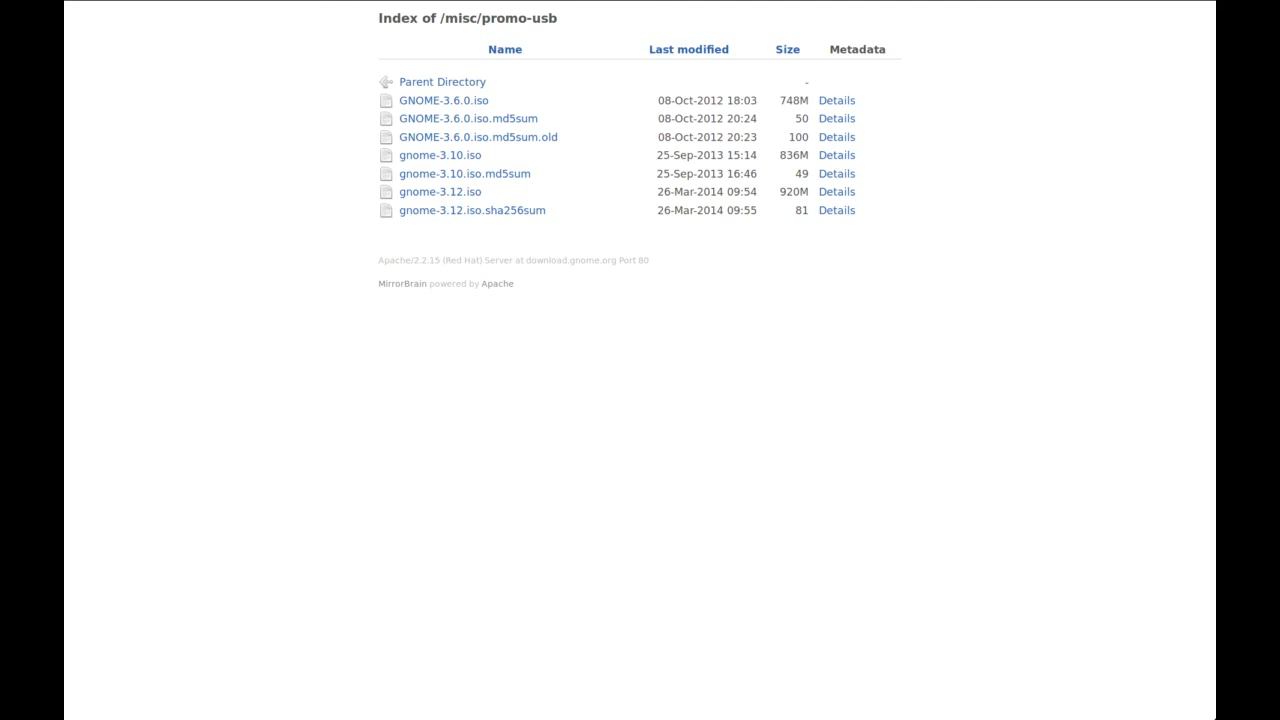 Index of /misc/promo-usb
Name Last modified Size Metadata
Parent Directory -
GNOME-3.6.0.iso 08-Oct-2012 18:03 748M Details
GNOME-3.6.0.iso.md5sum 08-Oct-2012 20:24 50 Details
GNOME-3.6.0.iso.md5sum.old 08-Oct-2012 20:23 100 Details
gnome-3.10.iso 25-Sep-2013 15:14 836M Details
gnome-3.10.iso.md5sum 25-Sep-2013 16:46 49 Details
gnome-3.12.iso 26-Mar-2014 09:54 920M Details
gnome-3.12.iso.sha256sum 26-Mar-2014 09:55 81 Details
Apache/2.2.15 (Red Hat) Server at download.gnome.org Port 80
MirrorBrain powered by Apache